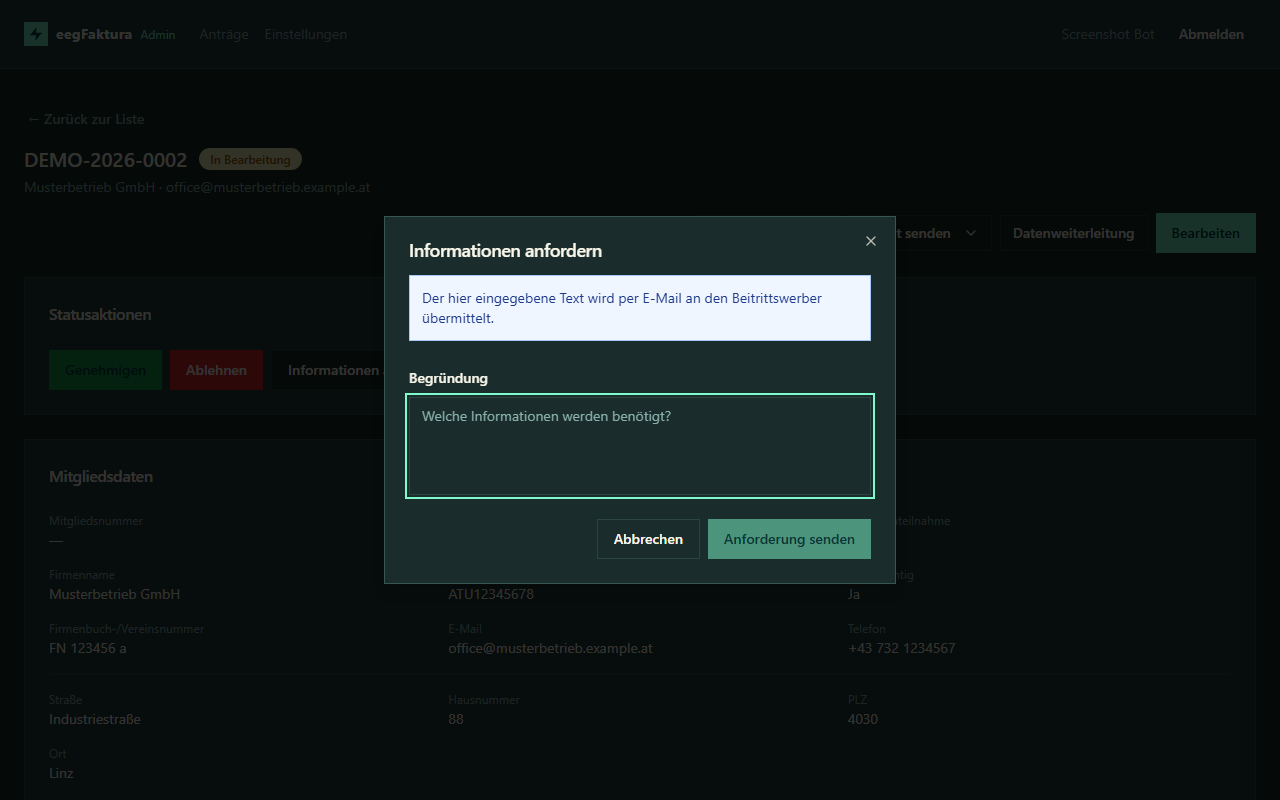 eegFaktura Admin Anträge Einstellungen Screenshot Bot Abmelden
← Zurück zur Liste
DEMO-2026-0002 In Bearbeitung
Musterbetrieb GmbH · office@musterbetrieb.example.at
t senden Datenweiterleitung Bearbeiten
Informationen anfordern
Der hier eingegebene Text wird per E-Mail an den Beitrittswerber
übermittelt.
Begründung
Welche Informationen werden benötigt?
Abbrechen Anforderung senden
Statusaktionen
Genehmigen Ablehnen Informationen
Mitgliedsdaten
Mitgliedsnummer
—
Firmenname
Musterbetrieb GmbH ATU12345678 Ja
Firmenbuch-/Vereinsnummer E-Mail Telefon
FN 123456 a office@musterbetrieb.example.at +43 732 1234567
Straße Hausnummer PLZ
Industriestraße 88 4030
Ort
Linz